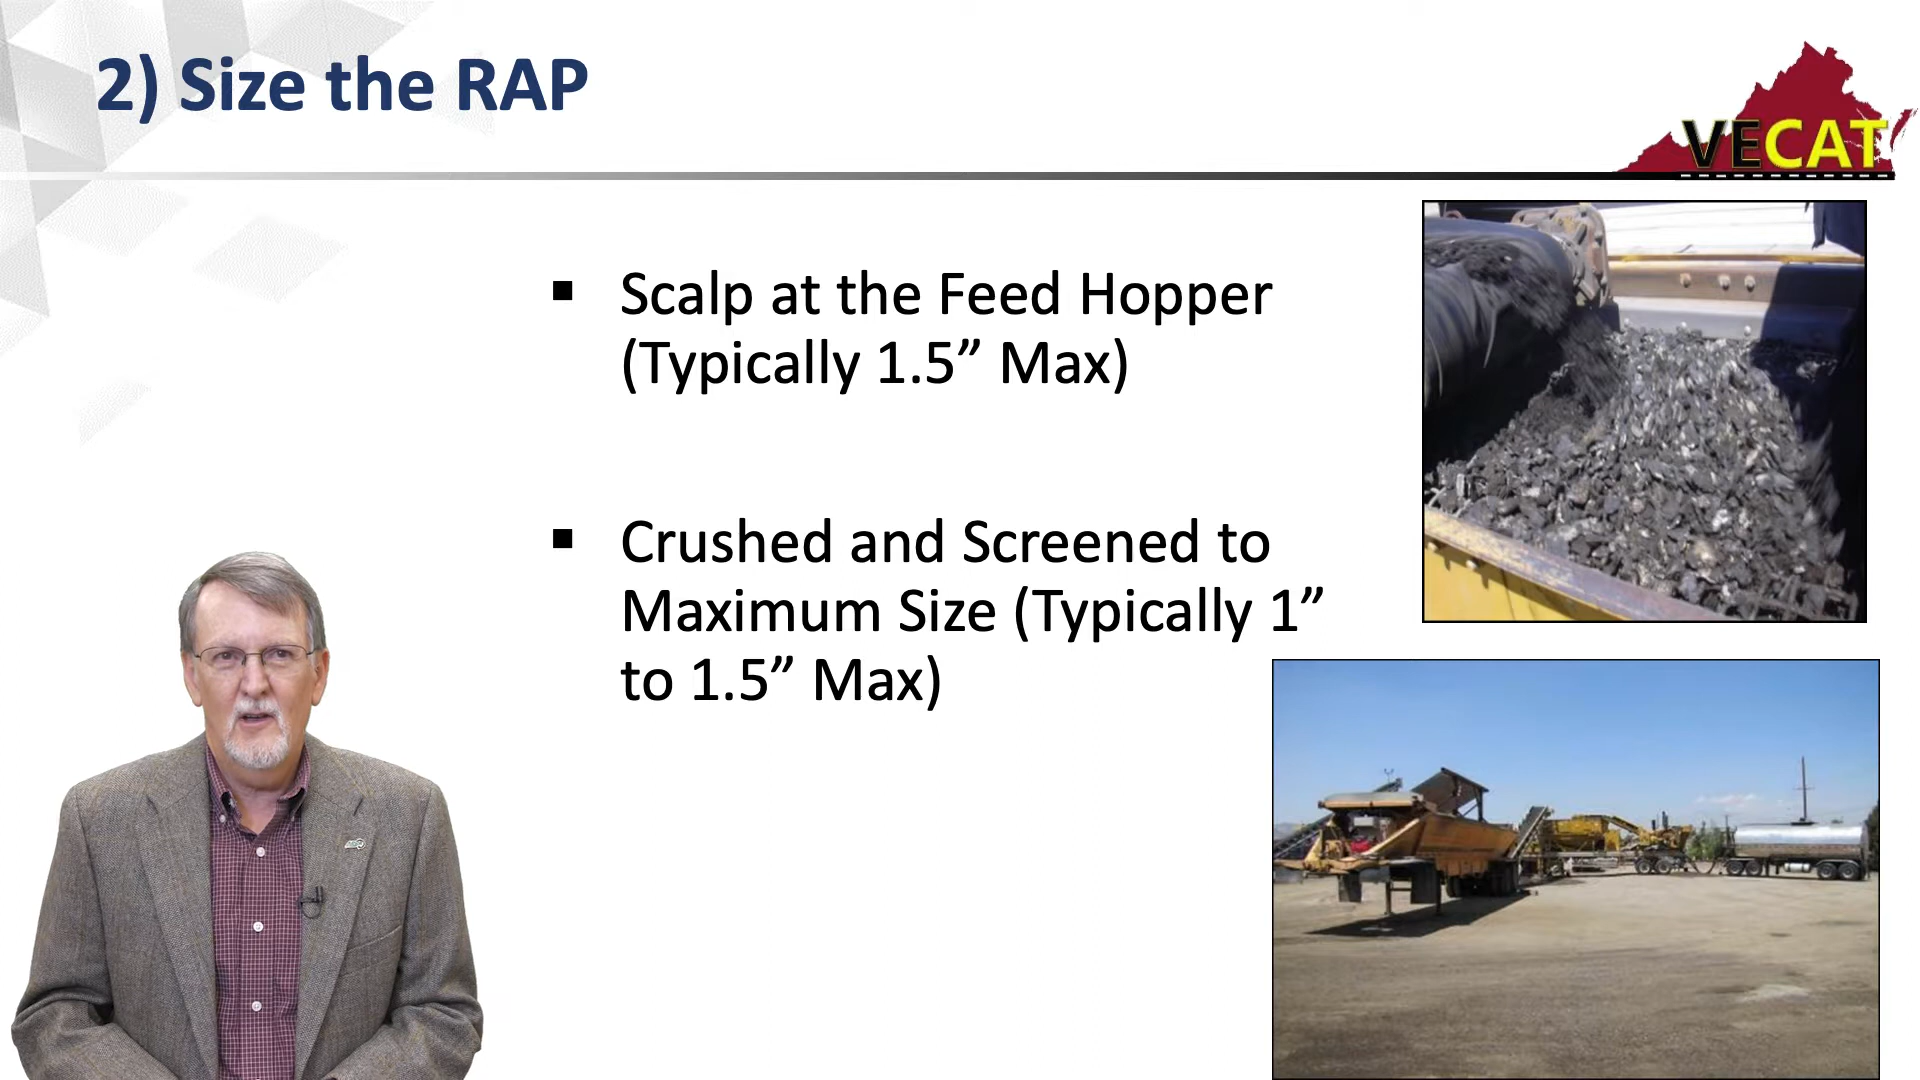 2) Size the RAP
VECAT
▪ Scalp at the Feed Hopper
(Typically 1.5” Max)
▪ Crushed and Screened to
Maximum Size (Typically 1”
to 1.5” Max)